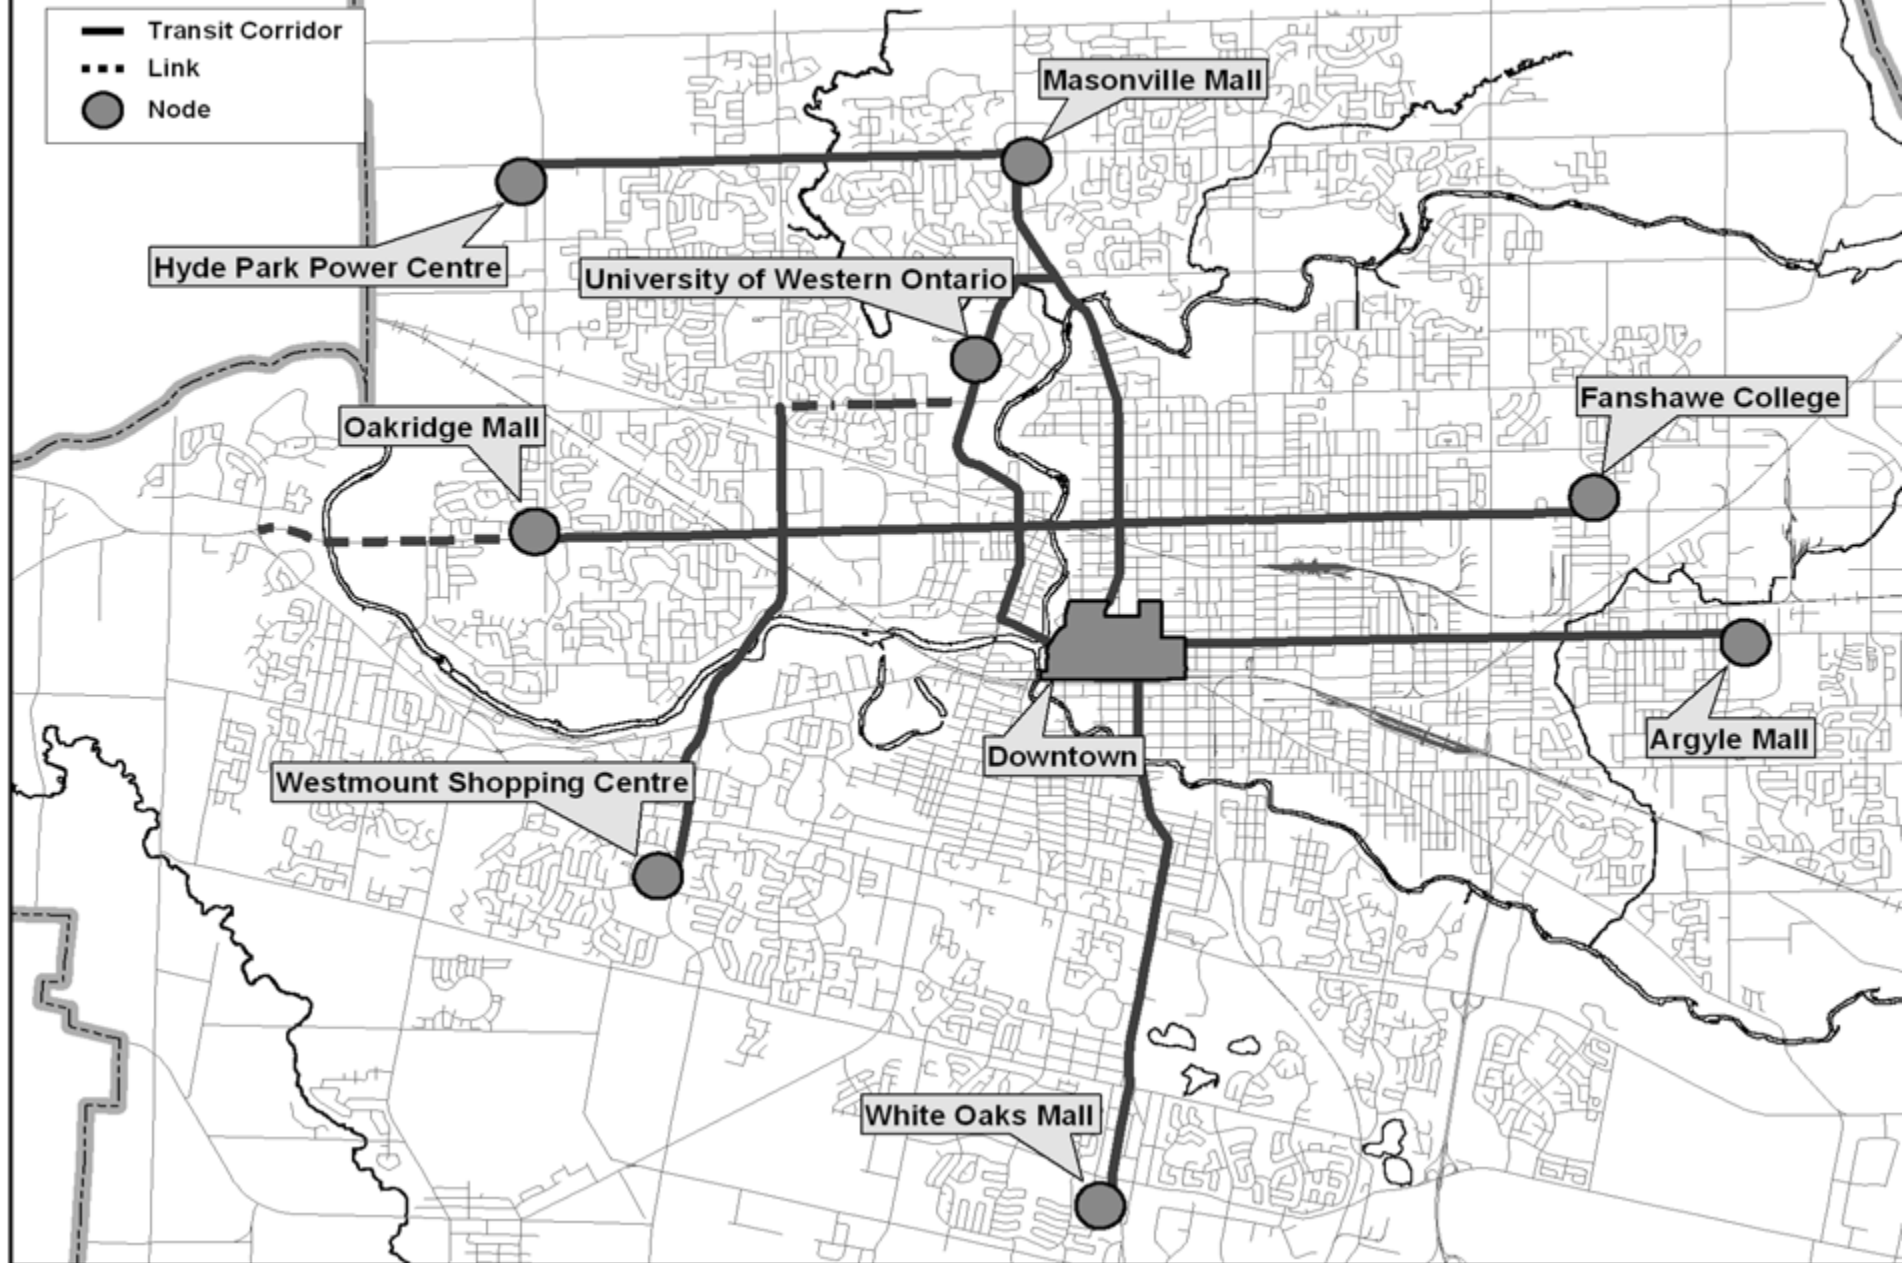 Transit Corridor
Link
Node
Masonville Mall
Hyde Park Power Centre
University of Western Ontario
Fanshawe College
Oakridge Mall
Argyle Mall
Downtown
Westmount Shopping Centre
White Oaks Mall